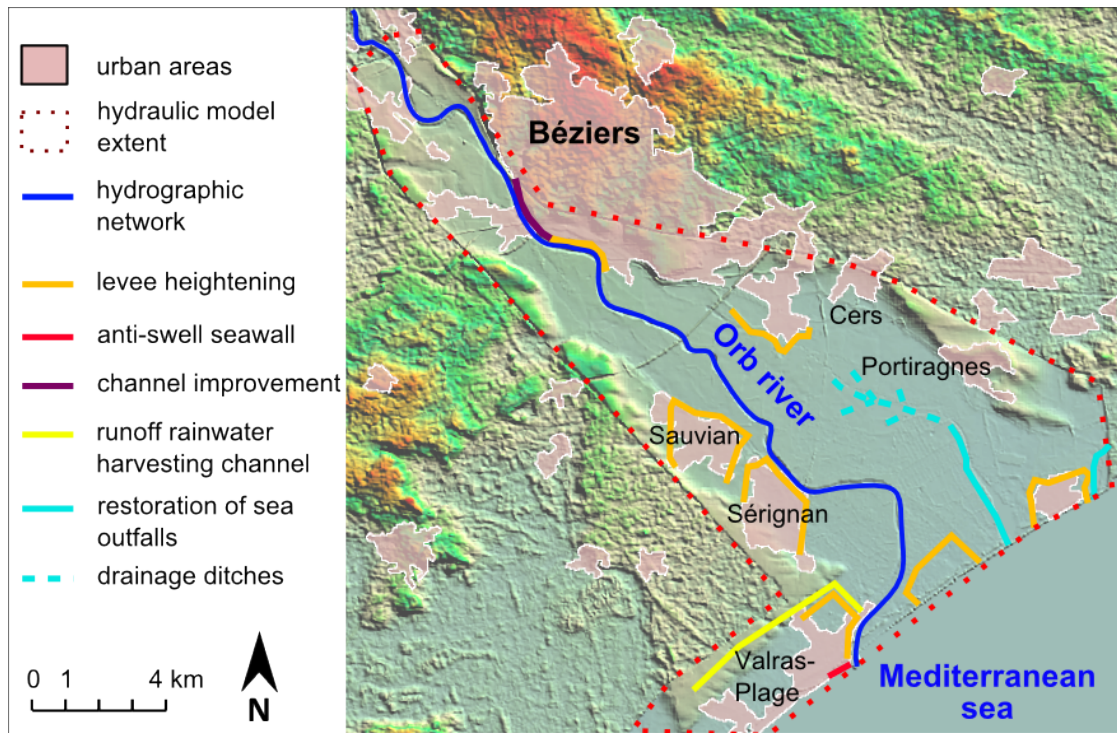 urban areas
hydraulic model
extent
hydrographic
network
levee heightening
anti-swell seawall
channel improvement
runoff rainwater
harvesting channel
restoration of sea
outfalls
drainage ditches
0 1 4 km
N
Béziers
Cers
Orb river
Portiragnes
Sauvian
Sérignan
Valras-
Plage
Mediterranean
sea